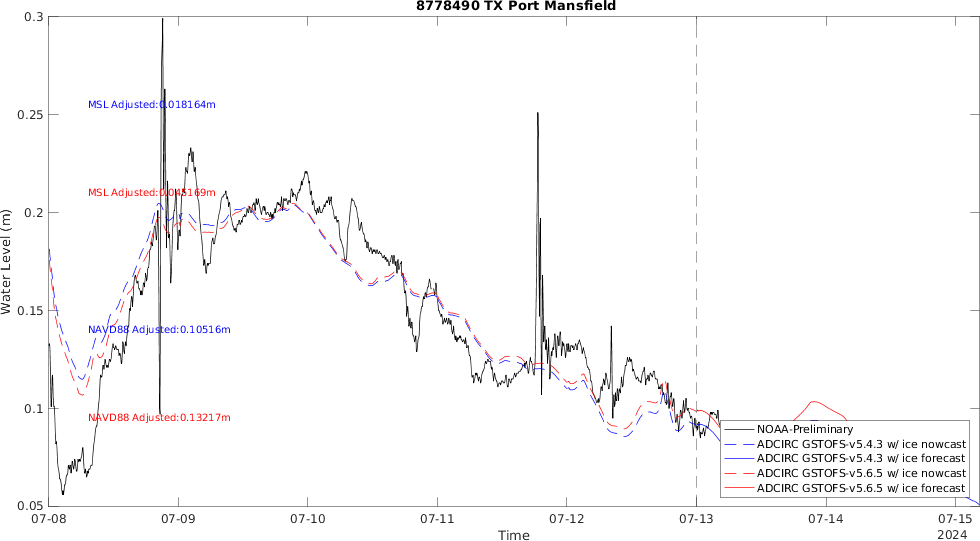 8778490 TX Port Mansfield
0.3
0.25
0.2
0.15
0.1
0.05
Water Level (m)
MSL Adjusted:0.018164m
MSL Adjusted:0.045169m
NAVD88 Adjusted:0.10516m
NAVD88 Adjusted:0.13217m
NOAA-Preliminary
ADCIRC GSTOFS-v5.4.3 w/ ice nowcast
ADCIRC GSTOFS-v5.4.3 w/ ice forecast
ADCIRC GSTOFS-v5.6.5 w/ ice nowcast
ADCIRC GSTOFS-v5.6.5 w/ ice forecast
07-08 07-09 07-10 07-11 07-12 07-13 07-14 07-15
Time
2024